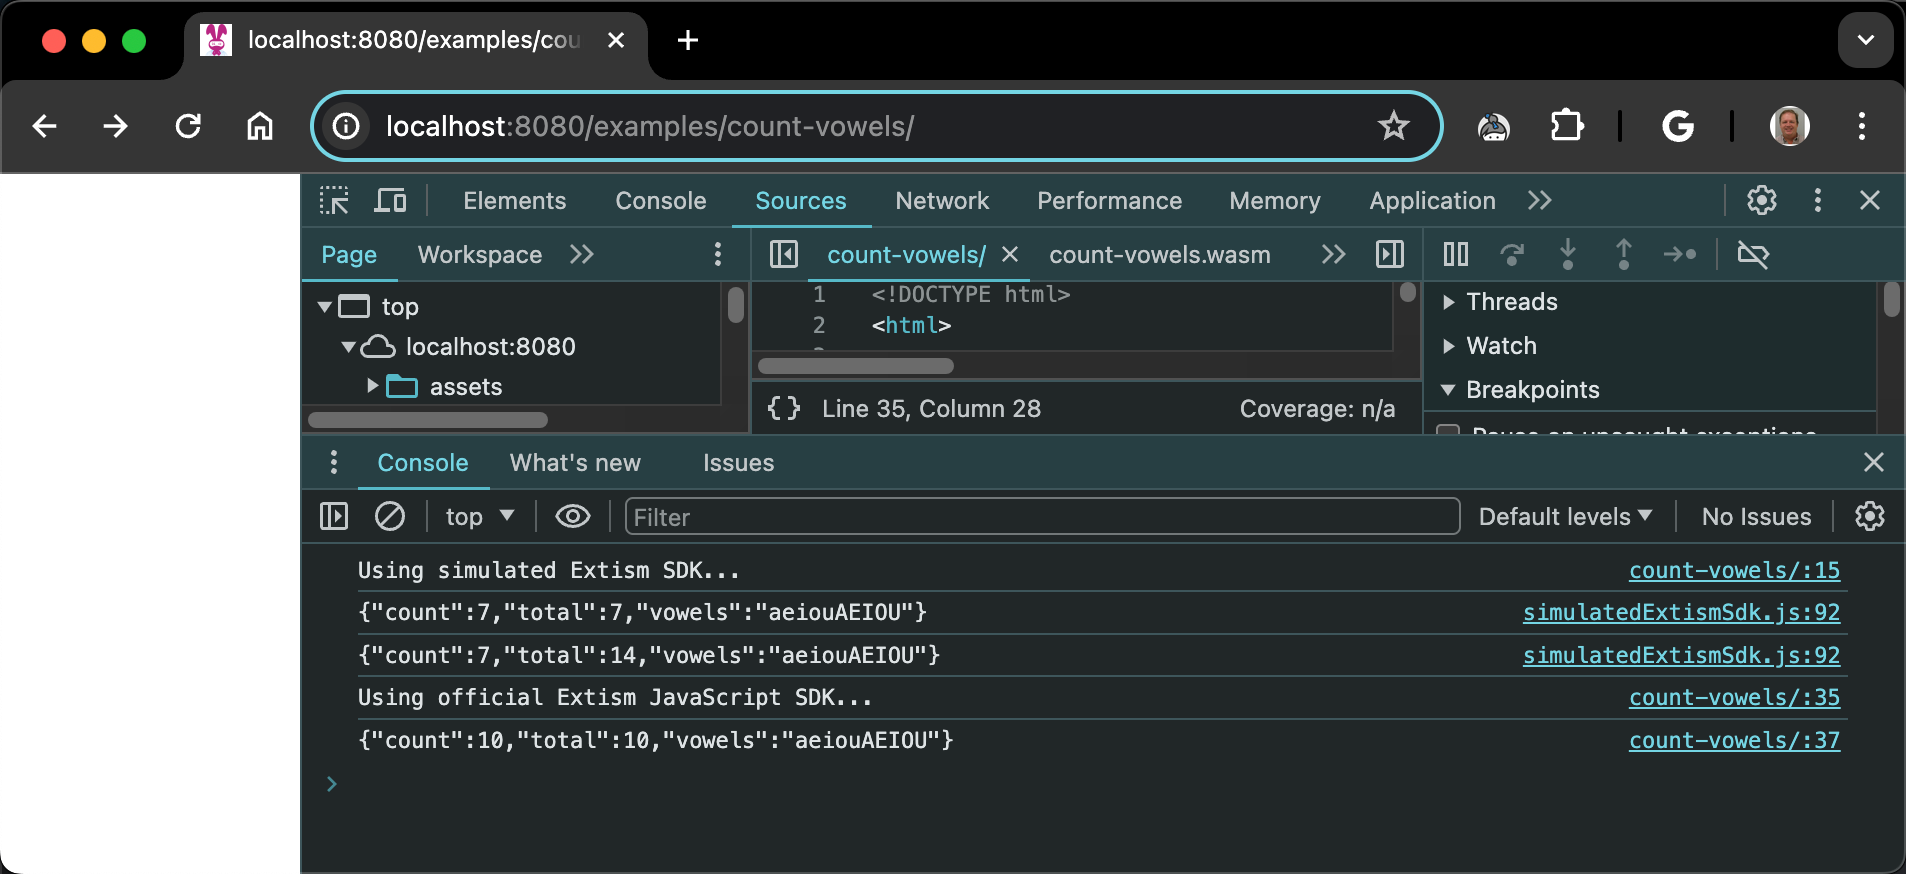 localhost:8080/examples/cou
localhost:8080/examples/count-vowels/
Elements Console Sources Network Performance Memory Application
Page Workspace
count-vowels/ count-vowels.wasm
top
localhost:8080
assets
1 <!DOCTYPE html>
2 <html>
{} Line 35, Column 28 Coverage: n/a
Threads
Watch
Breakpoints
Pause on uncaught exceptions
Console What's new Issues
top Filter Default levels No Issues
Using simulated Extism SDK... count-vowels/:15
{"count":7,"total":7,"vowels":"aeiouAEIOU"} simulatedExtismSdk.js:92
{"count":7,"total":14,"vowels":"aeiouAEIOU"} simulatedExtismSdk.js:92
Using official Extism JavaScript SDK... count-vowels/:35
{"count":10,"total":10,"vowels":"aeiouAEIOU"} count-vowels/:37